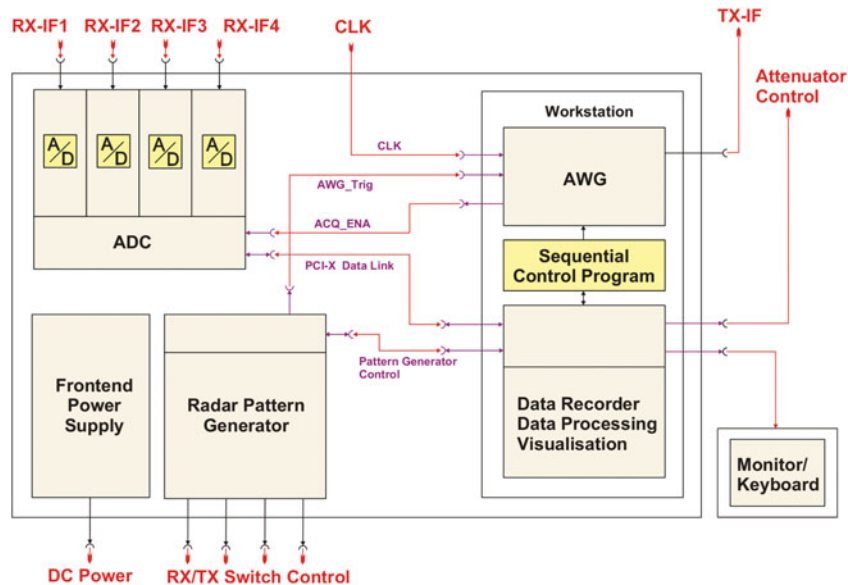 RX-IF1 RX-IF2 RX-IF3 RX-IF4
CLK
TX-IF
Attenuator
Control
Workstation
A/D A/D A/D A/D
CLK
AWG
AWG_Trig
ADC
ACQ_ENA
PCI-X Data Link
Sequential
Control Program
Pattern Generator
Control
Frontend
Power
Supply
Radar Pattern
Generator
Data Recorder
Data Processing
Visualisation
Monitor/
Keyboard
DC Power
RX/TX Switch Control